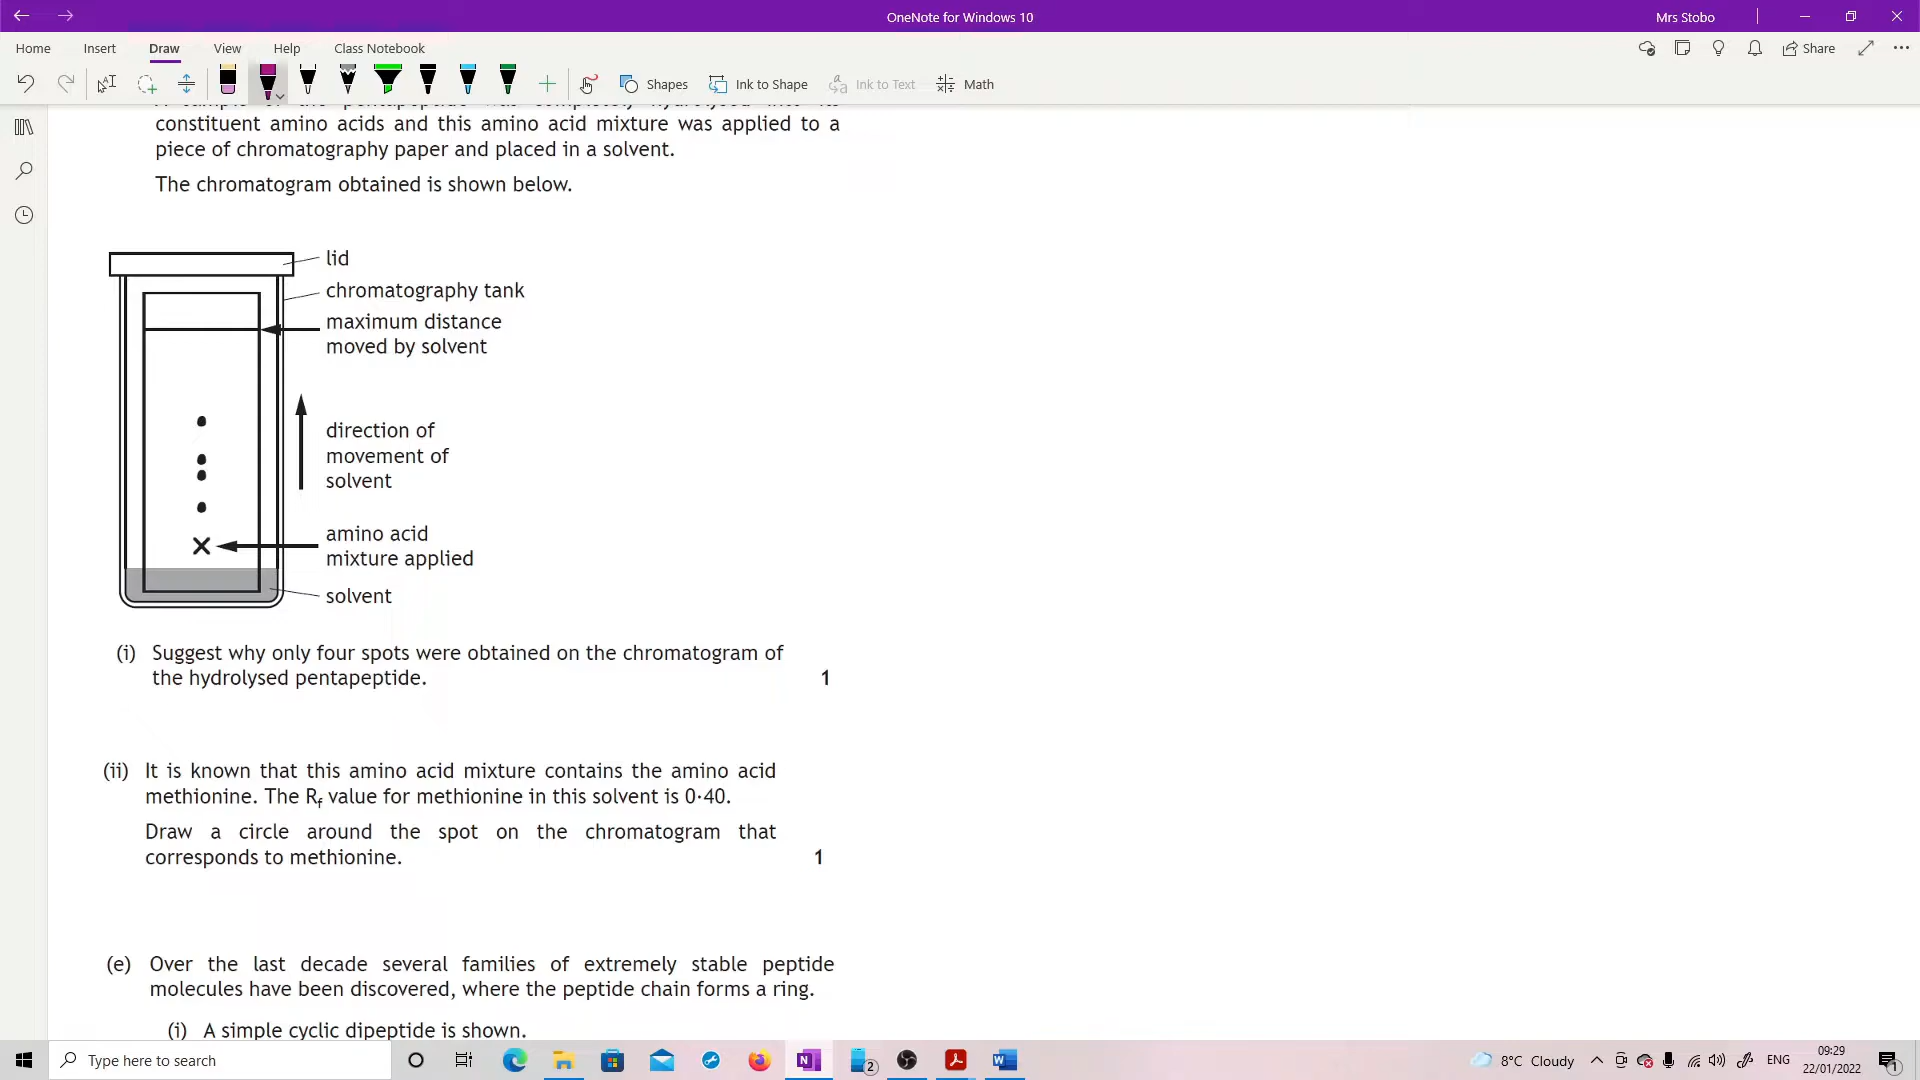 OneNote for Windows 10
Mrs Stobo
Home Insert Draw View Help Class Notebook
Share
Shapes
Ink to Shape
Ink to Text
Math
constituent amino acids and this amino acid mixture was applied to a
piece of chromatography paper and placed in a solvent.
The chromatogram obtained is shown below.
lid
chromatography tank
maximum distance
moved by solvent
direction of
movement of
solvent
amino acid
mixture applied
solvent
(i) Suggest why only four spots were obtained on the chromatogram of
the hydrolysed pentapeptide. 1
(ii) It is known that this amino acid mixture contains the amino acid
methionine. The Rf value for methionine in this solvent is 0·40.
Draw a circle around the spot on the chromatogram that
corresponds to methionine. 1
(e) Over the last decade several families of extremely stable peptide
molecules have been discovered, where the peptide chain forms a ring.
(i) A simple cyclic dipeptide is shown.
Type here to search
2
8°C Cloudy
ENG
09:29
22/01/2022
1